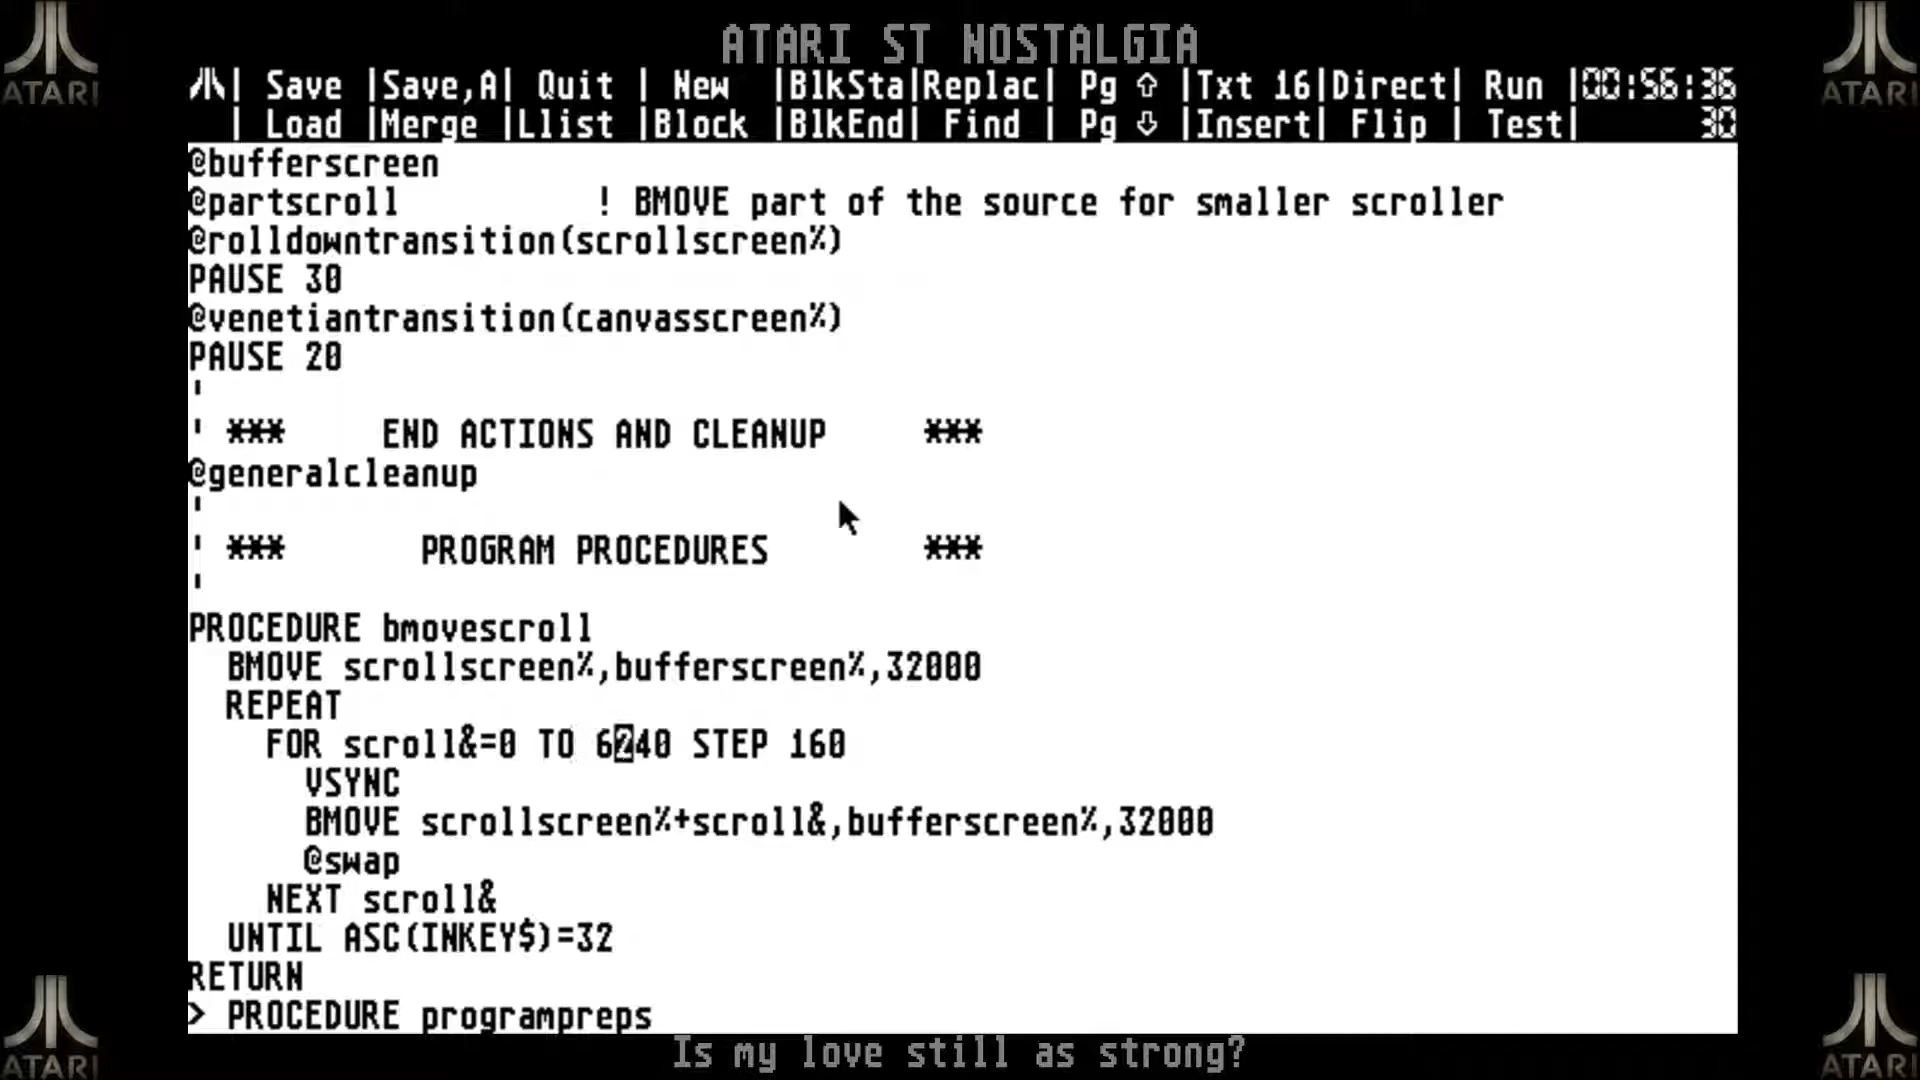 ATARI ST NOSTALGIA
ATARI
ATARI
| Save |Save,A| Quit | New |BlkSta|Replac| Pg ⇧ |Txt 16|Direct| Run |00:56:36
| Load |Merge |Llist |Block |BlkEnd| Find | Pg ⇩ |Insert| Flip | Test| 30
@bufferscreen
@partscroll ! BMOVE part of the source for smaller scroller
@rolldowntransition(scrollscreen%)
PAUSE 30
@venetiantransition(canvasscreen%)
PAUSE 20
'
' *** END ACTIONS AND CLEANUP ***
@generalcleanup
'
' *** PROGRAM PROCEDURES ***
'
PROCEDURE bmovescroll
BMOVE scrollscreen%,bufferscreen%,32000
REPEAT
FOR scroll&=0 TO 6240 STEP 160
VSYNC
BMOVE scrollscreen%+scroll&,bufferscreen%,32000
@swap
NEXT scroll&
UNTIL ASC(INKEY$)=32
RETURN
> PROCEDURE programpreps
Is my love still as strong?
ATARI
ATARI